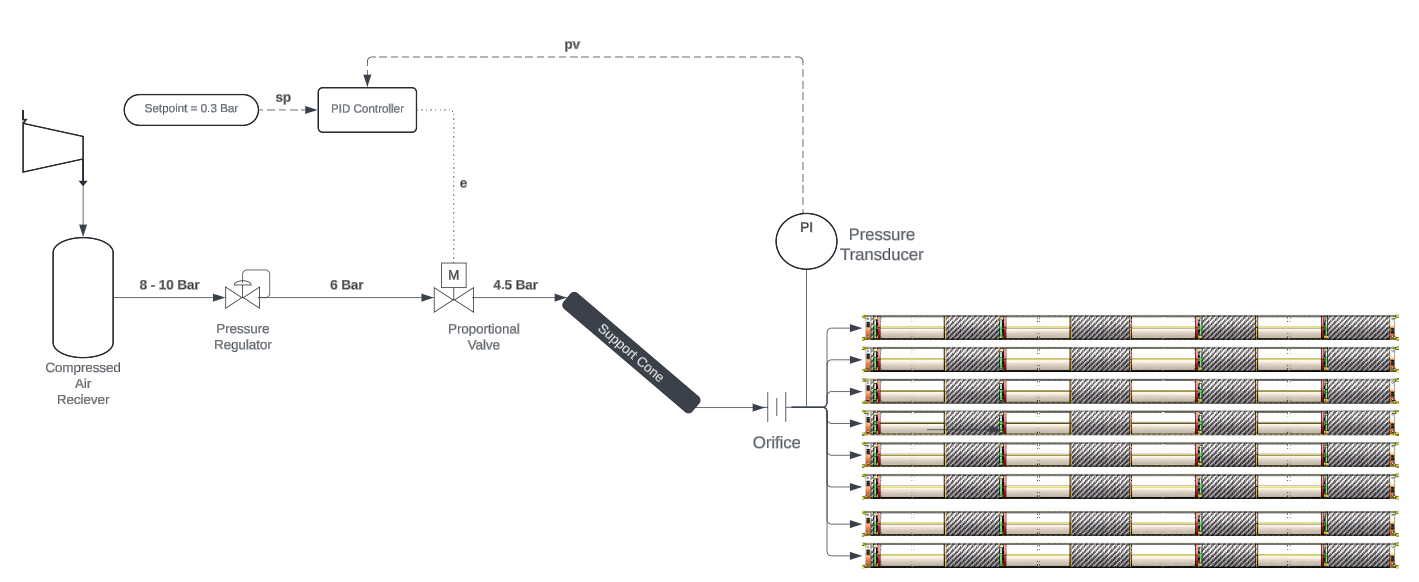 pv
sp
Setpoint = 0.3 Bar
PID Controller
e
PI
Pressure
Transducer
M
8 - 10 Bar
6 Bar
4.5 Bar
Pressure
Regulator
Proportional
Valve
Support Cone
Compressed
Air
Reciever
Orifice